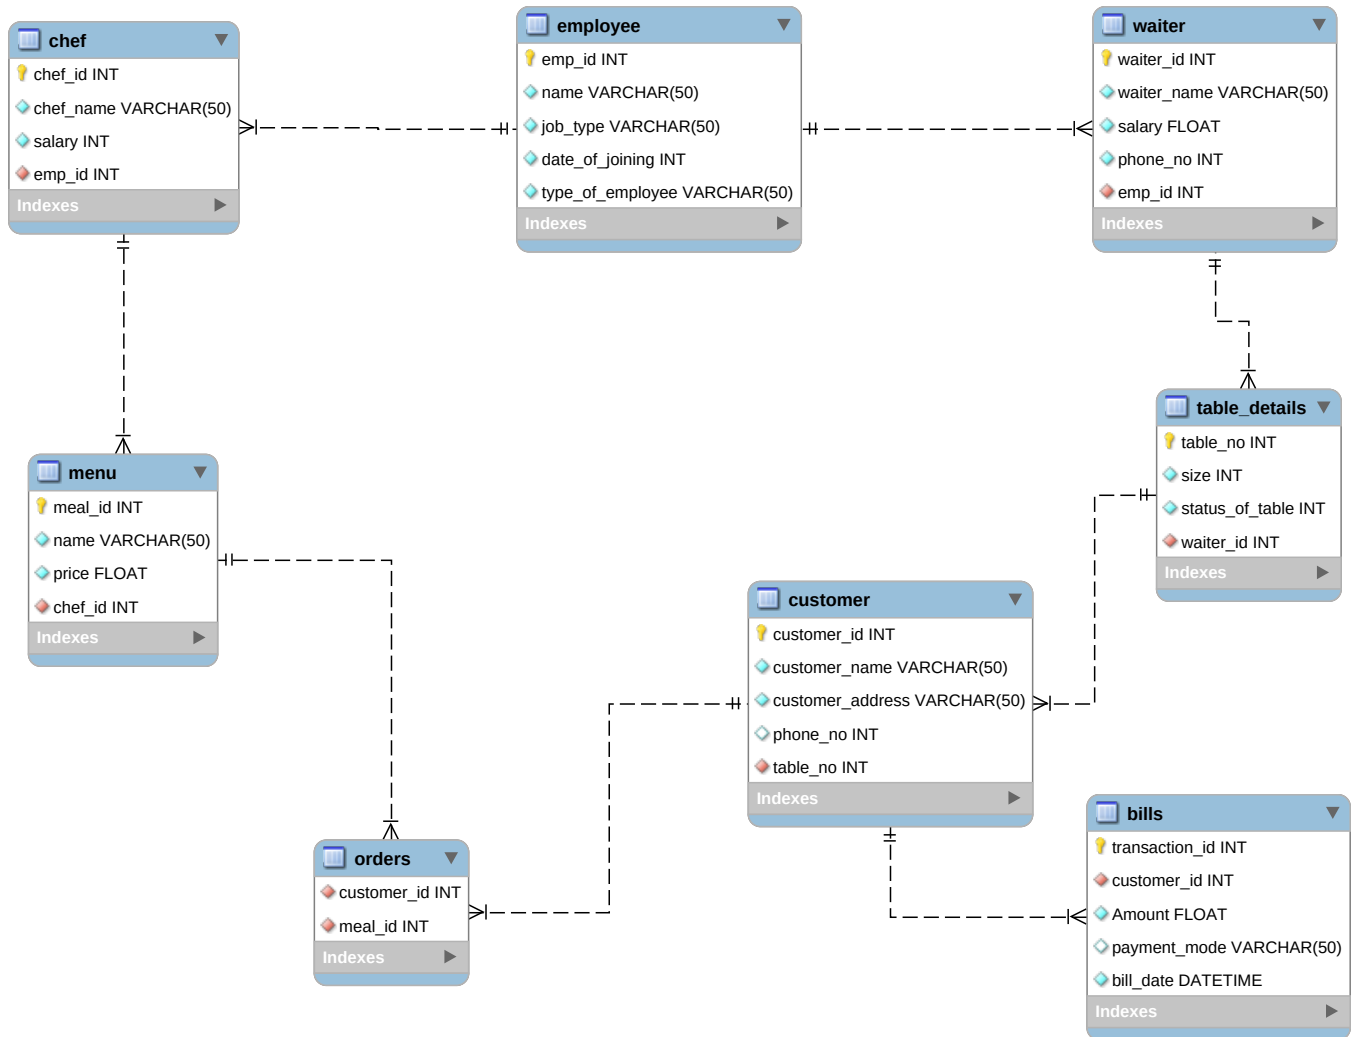 chef
chef_id INT
chef_name VARCHAR(50)
salary INT
emp_id INT
Indexes
employee
emp_id INT
name VARCHAR(50)
job_type VARCHAR(50)
date_of_joining INT
type_of_employee VARCHAR(50)
Indexes
waiter
waiter_id INT
waiter_name VARCHAR(50)
salary FLOAT
phone_no INT
emp_id INT
Indexes
table_details
table_no INT
size INT
status_of_table INT
waiter_id INT
Indexes
menu
meal_id INT
name VARCHAR(50)
price FLOAT
chef_id INT
Indexes
customer
customer_id INT
customer_name VARCHAR(50)
customer_address VARCHAR(50)
phone_no INT
table_no INT
Indexes
orders
customer_id INT
meal_id INT
Indexes
bills
transaction_id INT
customer_id INT
Amount FLOAT
payment_mode VARCHAR(50)
bill_date DATETIME
Indexes